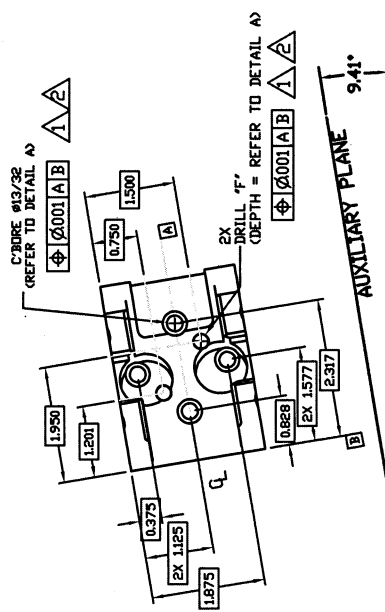 C'BORE ø13/32
(REFER TO DETAIL A)
⌖ Ø.001 A B
1 2
1.500
0.750
A
2X
DRILL "F"
(DEPTH = REFER TO DETAIL A)
⌖ Ø.001 A B
1 2
1.950
1.201
0.375
2X 1.125
1.875
CL
0.828
2X 1.577
2.317
B
AUXILIARY PLANE
9.41°